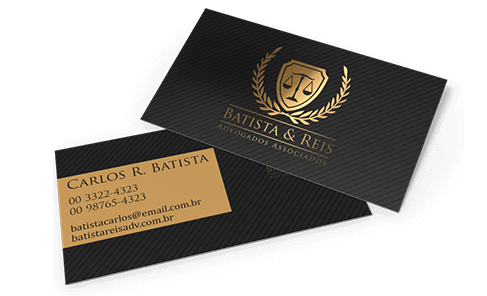 Batista & Reis
Advogados Associados
Carlos R. Batista
00 3322-4323
00 98765-4323
batistacarlos@email.com.br
batistareisadv.com.br